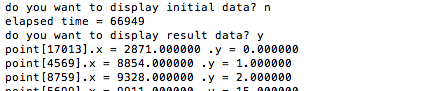 do you want to display initial data? n
elapsed time = 66949
do you want to display result data? y
point[17013].x = 2871.000000 .y = 0.000000
point[4569].x = 8854.000000 .y = 1.000000
point[8759].x = 9328.000000 .y = 2.000000